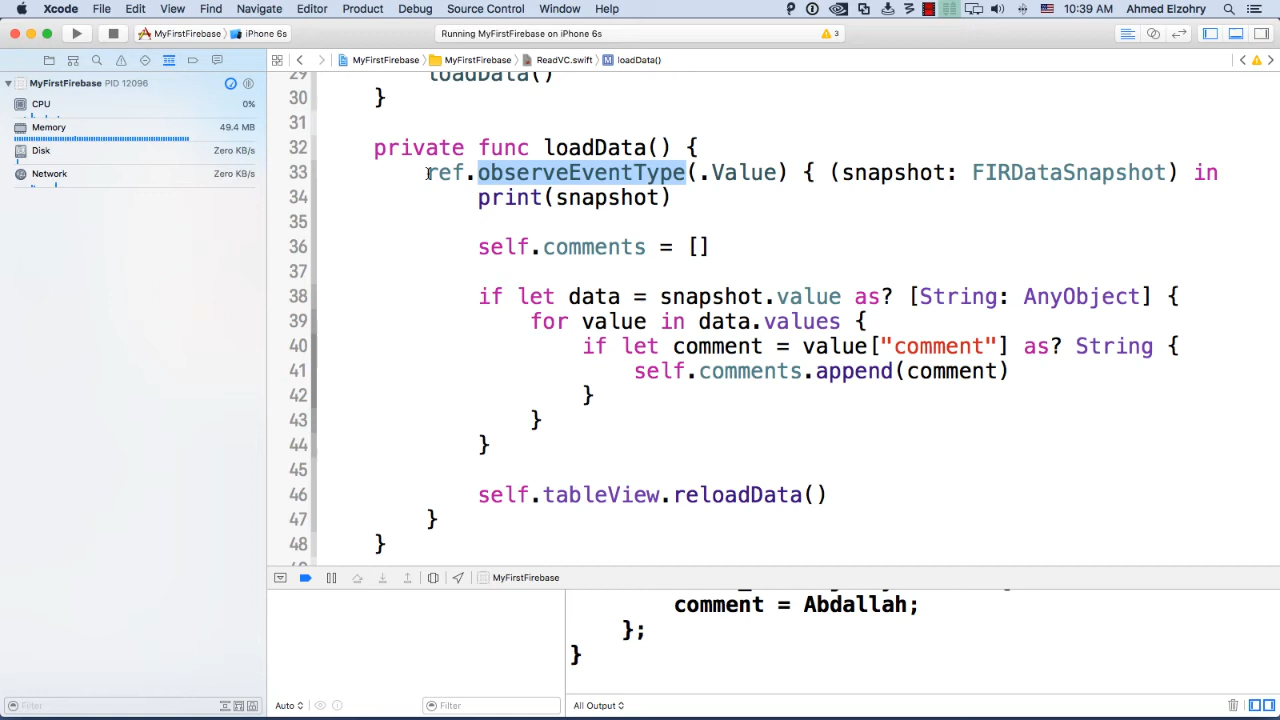 Xcode File Edit View Find Navigate Editor Product Debug Source Control Window Help 10:39 AM Ahmed Elzohry
MyFirstFirebase iPhone 6s Running MyFirstFirebase on iPhone 6s 3
MyFirstFirebase MyFirstFirebase ReadVC.swift M loadData()
MyFirstFirebase PID 12096
CPU 0%
Memory 49.4 MB
Disk Zero KB/s
Network Zero KB/s
29 loadData()
30 }
31
32 private func loadData() {
33 ref.observeEventType(.Value) { (snapshot: FIRDataSnapshot) in
34 print(snapshot)
35
36 self.comments = []
37
38 if let data = snapshot.value as? [String: AnyObject] {
39 for value in data.values {
40 if let comment = value["comment"] as? String {
41 self.comments.append(comment)
42 }
43 }
44 }
45
46 self.tableView.reloadData()
47 }
48 }
MyFirstFirebase
comment = Abdallah;
};
}
Filter Auto Filter All Output